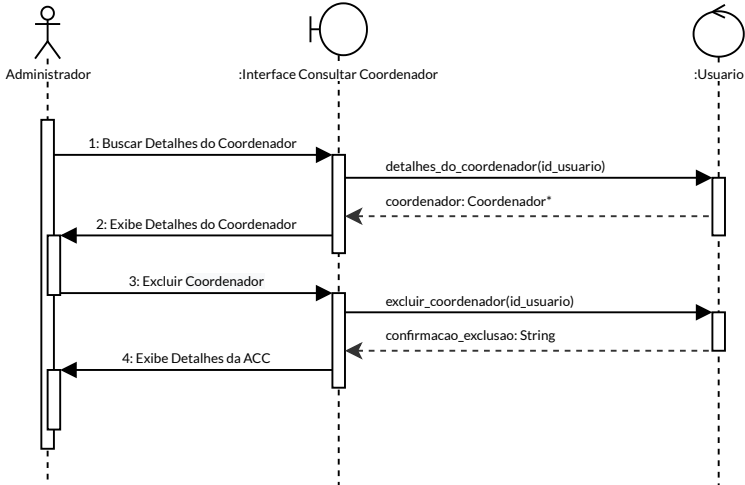 Administrador
:Interface Consultar Coordenador
:Usuario
1: Buscar Detalhes do Coordenador
detalhes_do_coordenador(id_usuario)
coordenador: Coordenador*
2: Exibe Detalhes do Coordenador
3: Excluir Coordenador
excluir_coordenador(id_usuario)
confirmacao_exclusao: String
4: Exibe Detalhes da ACC